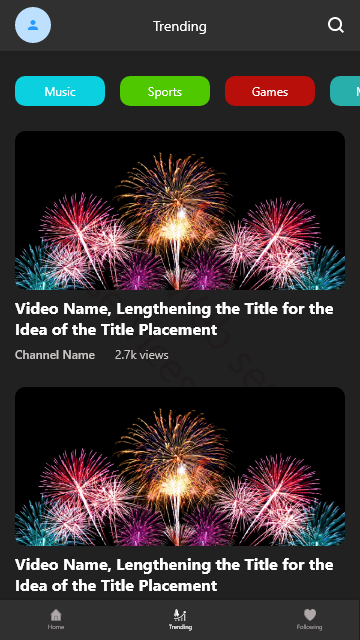 Trending
Music
Sports
Games
Video Name, Lengthening the Title for the
Idea of the Title Placement
Channel Name 2.7k views
Video Name, Lengthening the Title for the
Idea of the Title Placement
Home
Trending
Following